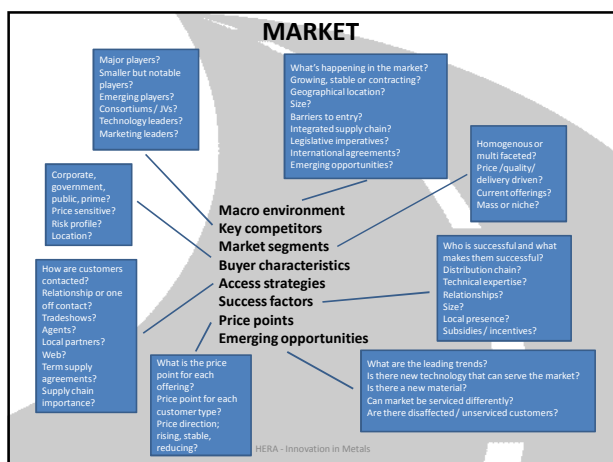 MARKET
Major players?
Smaller but notable
players?
Emerging players?
Consortiums / JVs?
Technology leaders?
Marketing leaders?
What's happening in the market?
Growing, stable or contracting?
Geographical location?
Size?
Barriers to entry?
Integrated supply chain?
Legislative imperatives?
International agreements?
Emerging opportunities?
Homogenous or
multi faceted?
Price /quality/
delivery driven?
Current offerings?
Mass or niche?
Corporate,
government,
public, prime?
Price sensitive?
Risk profile?
Location?
Macro environment
Key competitors
Market segments
Buyer characteristics
Access strategies
Success factors
Price points
Emerging opportunities
Who is successful and what
makes them successful?
Distribution chain?
Technical expertise?
Relationships?
Size?
Local presence?
Subsidies / incentives?
How are customers
contacted?
Relationship or one
off contact?
Tradeshows?
Agents?
Local partners?
Web?
Term supply
agreements?
Supply chain
importance?
What is the price
point for each
offering?
Price point for each
customer type?
Price direction;
rising, stable,
reducing?
What are the leading trends?
Is there new technology that can serve the market?
Is there a new material?
Can market be serviced differently?
Are there disaffected / unserviced customers?
HERA - Innovation in Metals